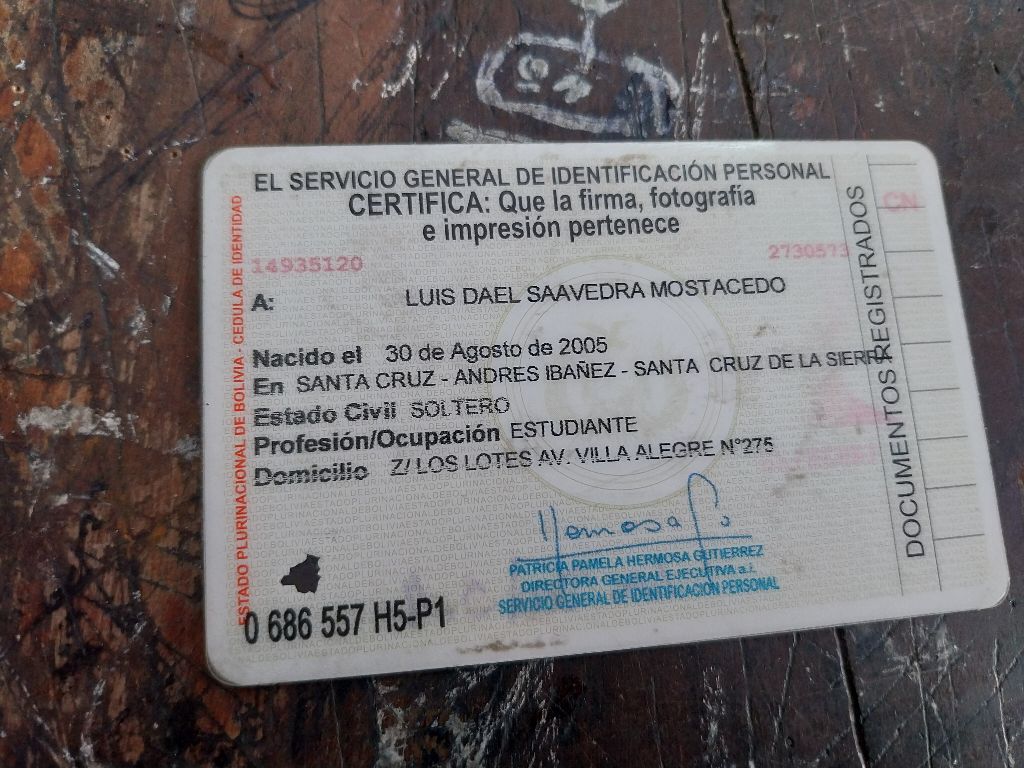 EL SERVICIO GENERAL DE IDENTIFICACIÓN PERSONAL
CERTIFICA: Que la firma, fotografía
e impresión pertenece
14935120
2730573
CN
A: LUIS DAEL SAAVEDRA MOSTACEDO
Nacido el 30 de Agosto de 2005
En SANTA CRUZ - ANDRES IBAÑEZ - SANTA CRUZ DE LA SIERRA
Estado Civil SOLTERO
Profesión/Ocupación ESTUDIANTE
Domicilio Z/ LOS LOTES AV. VILLA ALEGRE N°275
PATRICIA PAMELA HERMOSA GUTIERREZ
DIRECTORA GENERAL EJECUTIVA a.i.
SERVICIO GENERAL DE IDENTIFICACIÓN PERSONAL
0 686 557 H5-P1
ESTADO PLURINACIONAL DE BOLIVIA - CEDULA DE IDENTIDAD
DOCUMENTOS REGISTRADOS